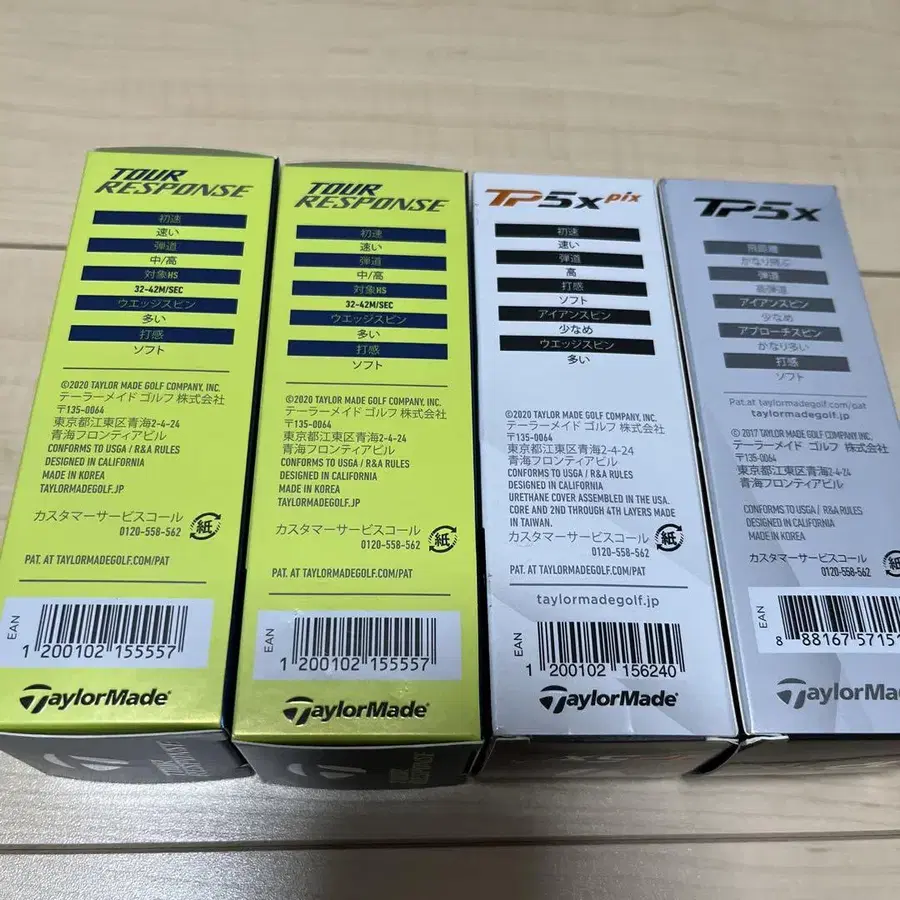 TOUR
RESPONSE
初速
速い
弾道
中/高
対象HS
32-42M/SEC
ウエッジスピン
多い
打感
ソフト
©2020 TAYLOR MADE GOLF COMPANY, INC.
テーラーメイド ゴルフ 株式会社
〒135-0064
東京都江東区青海2-4-24
青海フロンティアビル
CONFORMS TO USGA / R&A RULES
DESIGNED IN CALIFORNIA
MADE IN KOREA
TAYLORMADEGOLF.JP
カスタマーサービスコール
0120-558-562
紙
PAT. AT TAYLORMADEGOLF.COM/PAT
EAN
1 200102 155557
TaylorMade
TOUR
RESPONSE
TOUR
RESPONSE
初速
速い
弾道
中/高
対象HS
32-42M/SEC
ウエッジスピン
多い
打感
ソフト
©2020 TAYLOR MADE GOLF COMPANY, INC.
テーラーメイド ゴルフ 株式会社
〒135-0064
東京都江東区青海2-4-24
青海フロンティアビル
CONFORMS TO USGA / R&A RULES
DESIGNED IN CALIFORNIA
MADE IN KOREA
TAYLORMADEGOLF.JP
カスタマーサービスコール
0120-558-562
紙
PAT. AT TAYLORMADEGOLF.COM/PAT
EAN
1 200102 155557
TaylorMade
TOUR
RESPONSE
TP5x pix
初速
速い
弾道
高
打感
ソフト
アイアンスピン
少なめ
ウエッジスピン
多い
©2020 TAYLOR MADE GOLF COMPANY, INC.
テーラーメイド ゴルフ 株式会社
〒135-0064
東京都江東区青海2-4-24
青海フロンティアビル
CONFORMS TO USGA / R&A RULES
DESIGNED IN CALIFORNIA
URETHANE COVER ASSEMBLED IN THE USA.
CORE AND 2ND THROUGH 4TH LAYERS MADE
IN TAIWAN.
カスタマーサービスコール
0120-558-562
紙
PAT. AT TAYLORMADEGOLF.COM/PAT
taylormadegolf.jp
EAN
1 200102 156240
TaylorMade
TP5x
飛距離
かなり飛ぶ
弾道
高弾道
アイアンスピン
少なめ
アプローチスピン
かなり多い
打感
ソフト
Pat. at taylormadegolf.com/pat
taylormadegolf.jp
© 2017 TAYLOR MADE GOLF COMPANY, INC.
テーラーメイド ゴルフ 株式会社
〒135-0064
東京都江東区青海2-4-24
青海フロンティアビル
CONFORMS TO USGA / R&A RULES
DESIGNED IN CALIFORNIA
MADE IN KOREA
カスタマーサービスコール
0120-558-562
EAN
8 88167 5715
TaylorMa